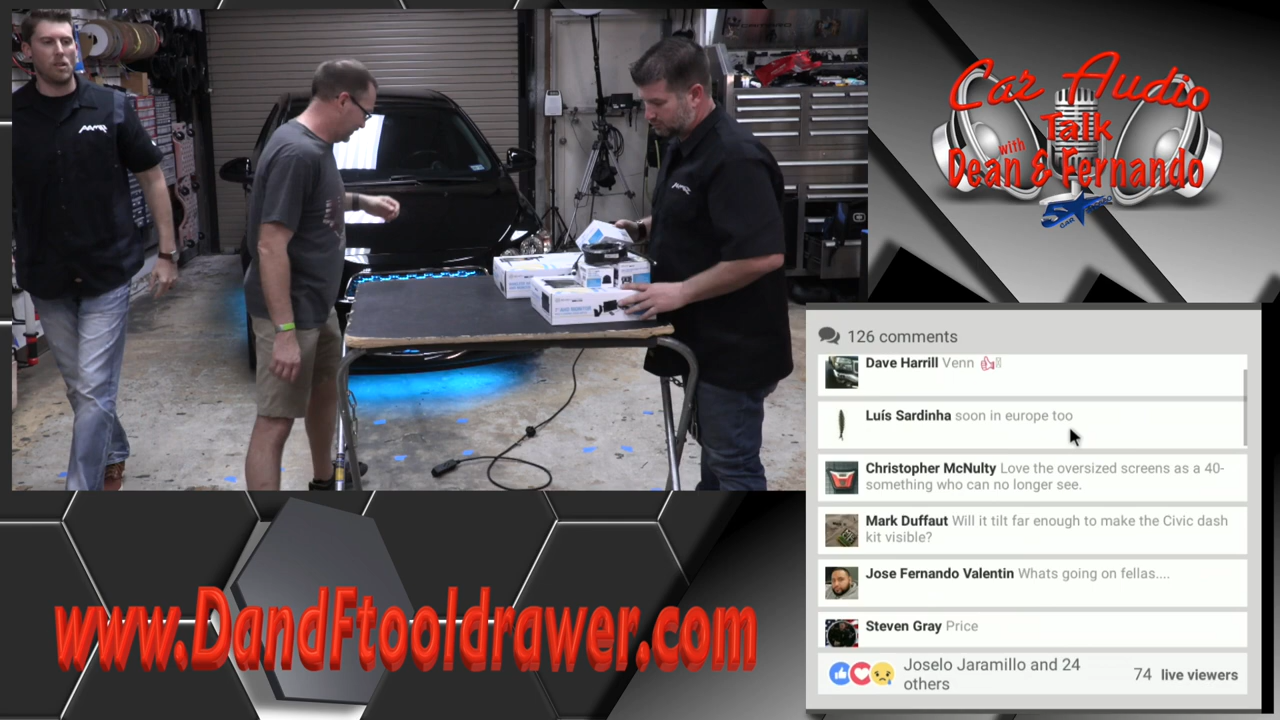 Car Audio
Talk
with
Dean & Fernando
5
126 comments
Dave Harrill Venn
Luís Sardinha soon in europe too
Christopher McNulty Love the oversized screens as a 40-
something who can no longer see.
Mark Duffaut Will it tilt far enough to make the Civic dash
kit visible?
Jose Fernando Valentin Whats going on fellas....
Steven Gray Price
Joselo Jaramillo and 24
others
74 live viewers
www.DandFtooldrawer.com